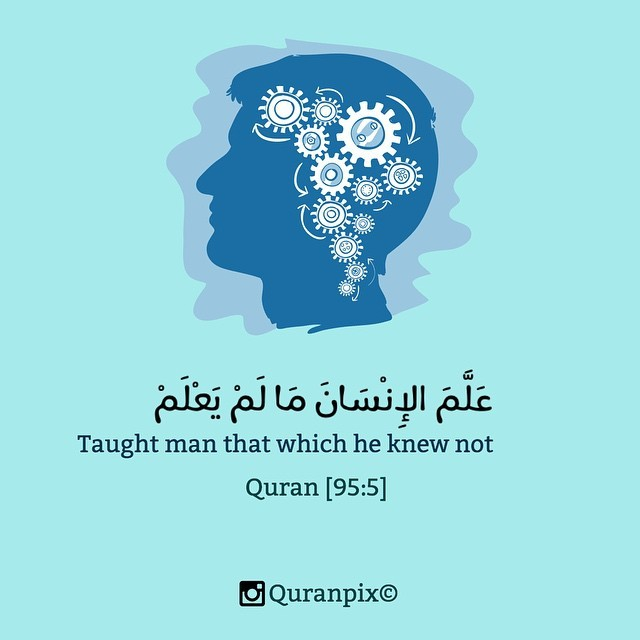 عَلَّمَ الإِنْسَانَ مَا لَمْ يَعْلَمْ
Taught man that which he knew not
Quran [95:5]
Quranpix©